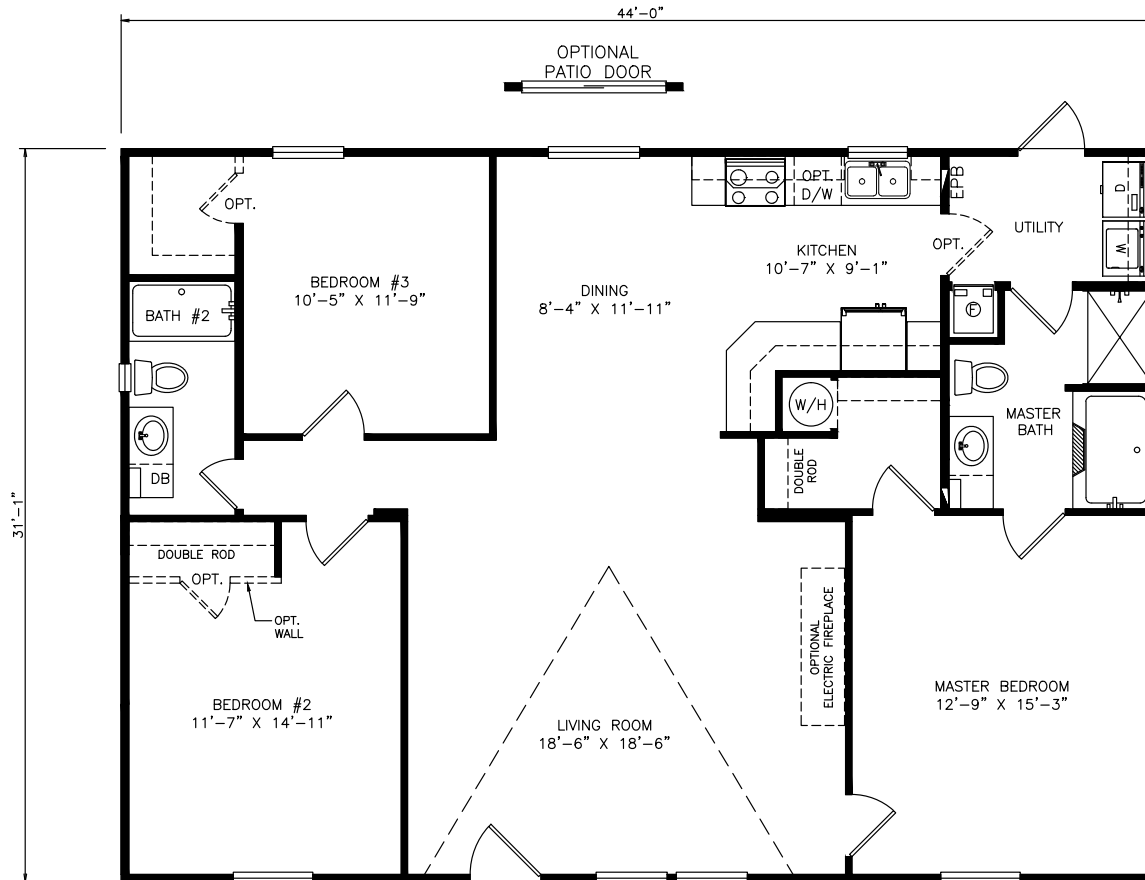 44'-0"
OPTIONAL
PATIO DOOR
31'-1"
OPT.
OPT.
D/W
EPB
D
W
UTILITY
OPT.
KITCHEN
10'-7" X 9'-1"
BEDROOM #3
10'-5" X 11'-9"
DINING
8'-4" X 11'-11"
BATH #2
F
W/H
MASTER
BATH
DOUBLE
ROD
DB
DOUBLE ROD
OPT.
OPT.
WALL
OPTIONAL
ELECTRIC FIREPLACE
BEDROOM #2
11'-7" X 14'-11"
LIVING ROOM
18'-6" X 18'-6"
MASTER BEDROOM
12'-9" X 15'-3"